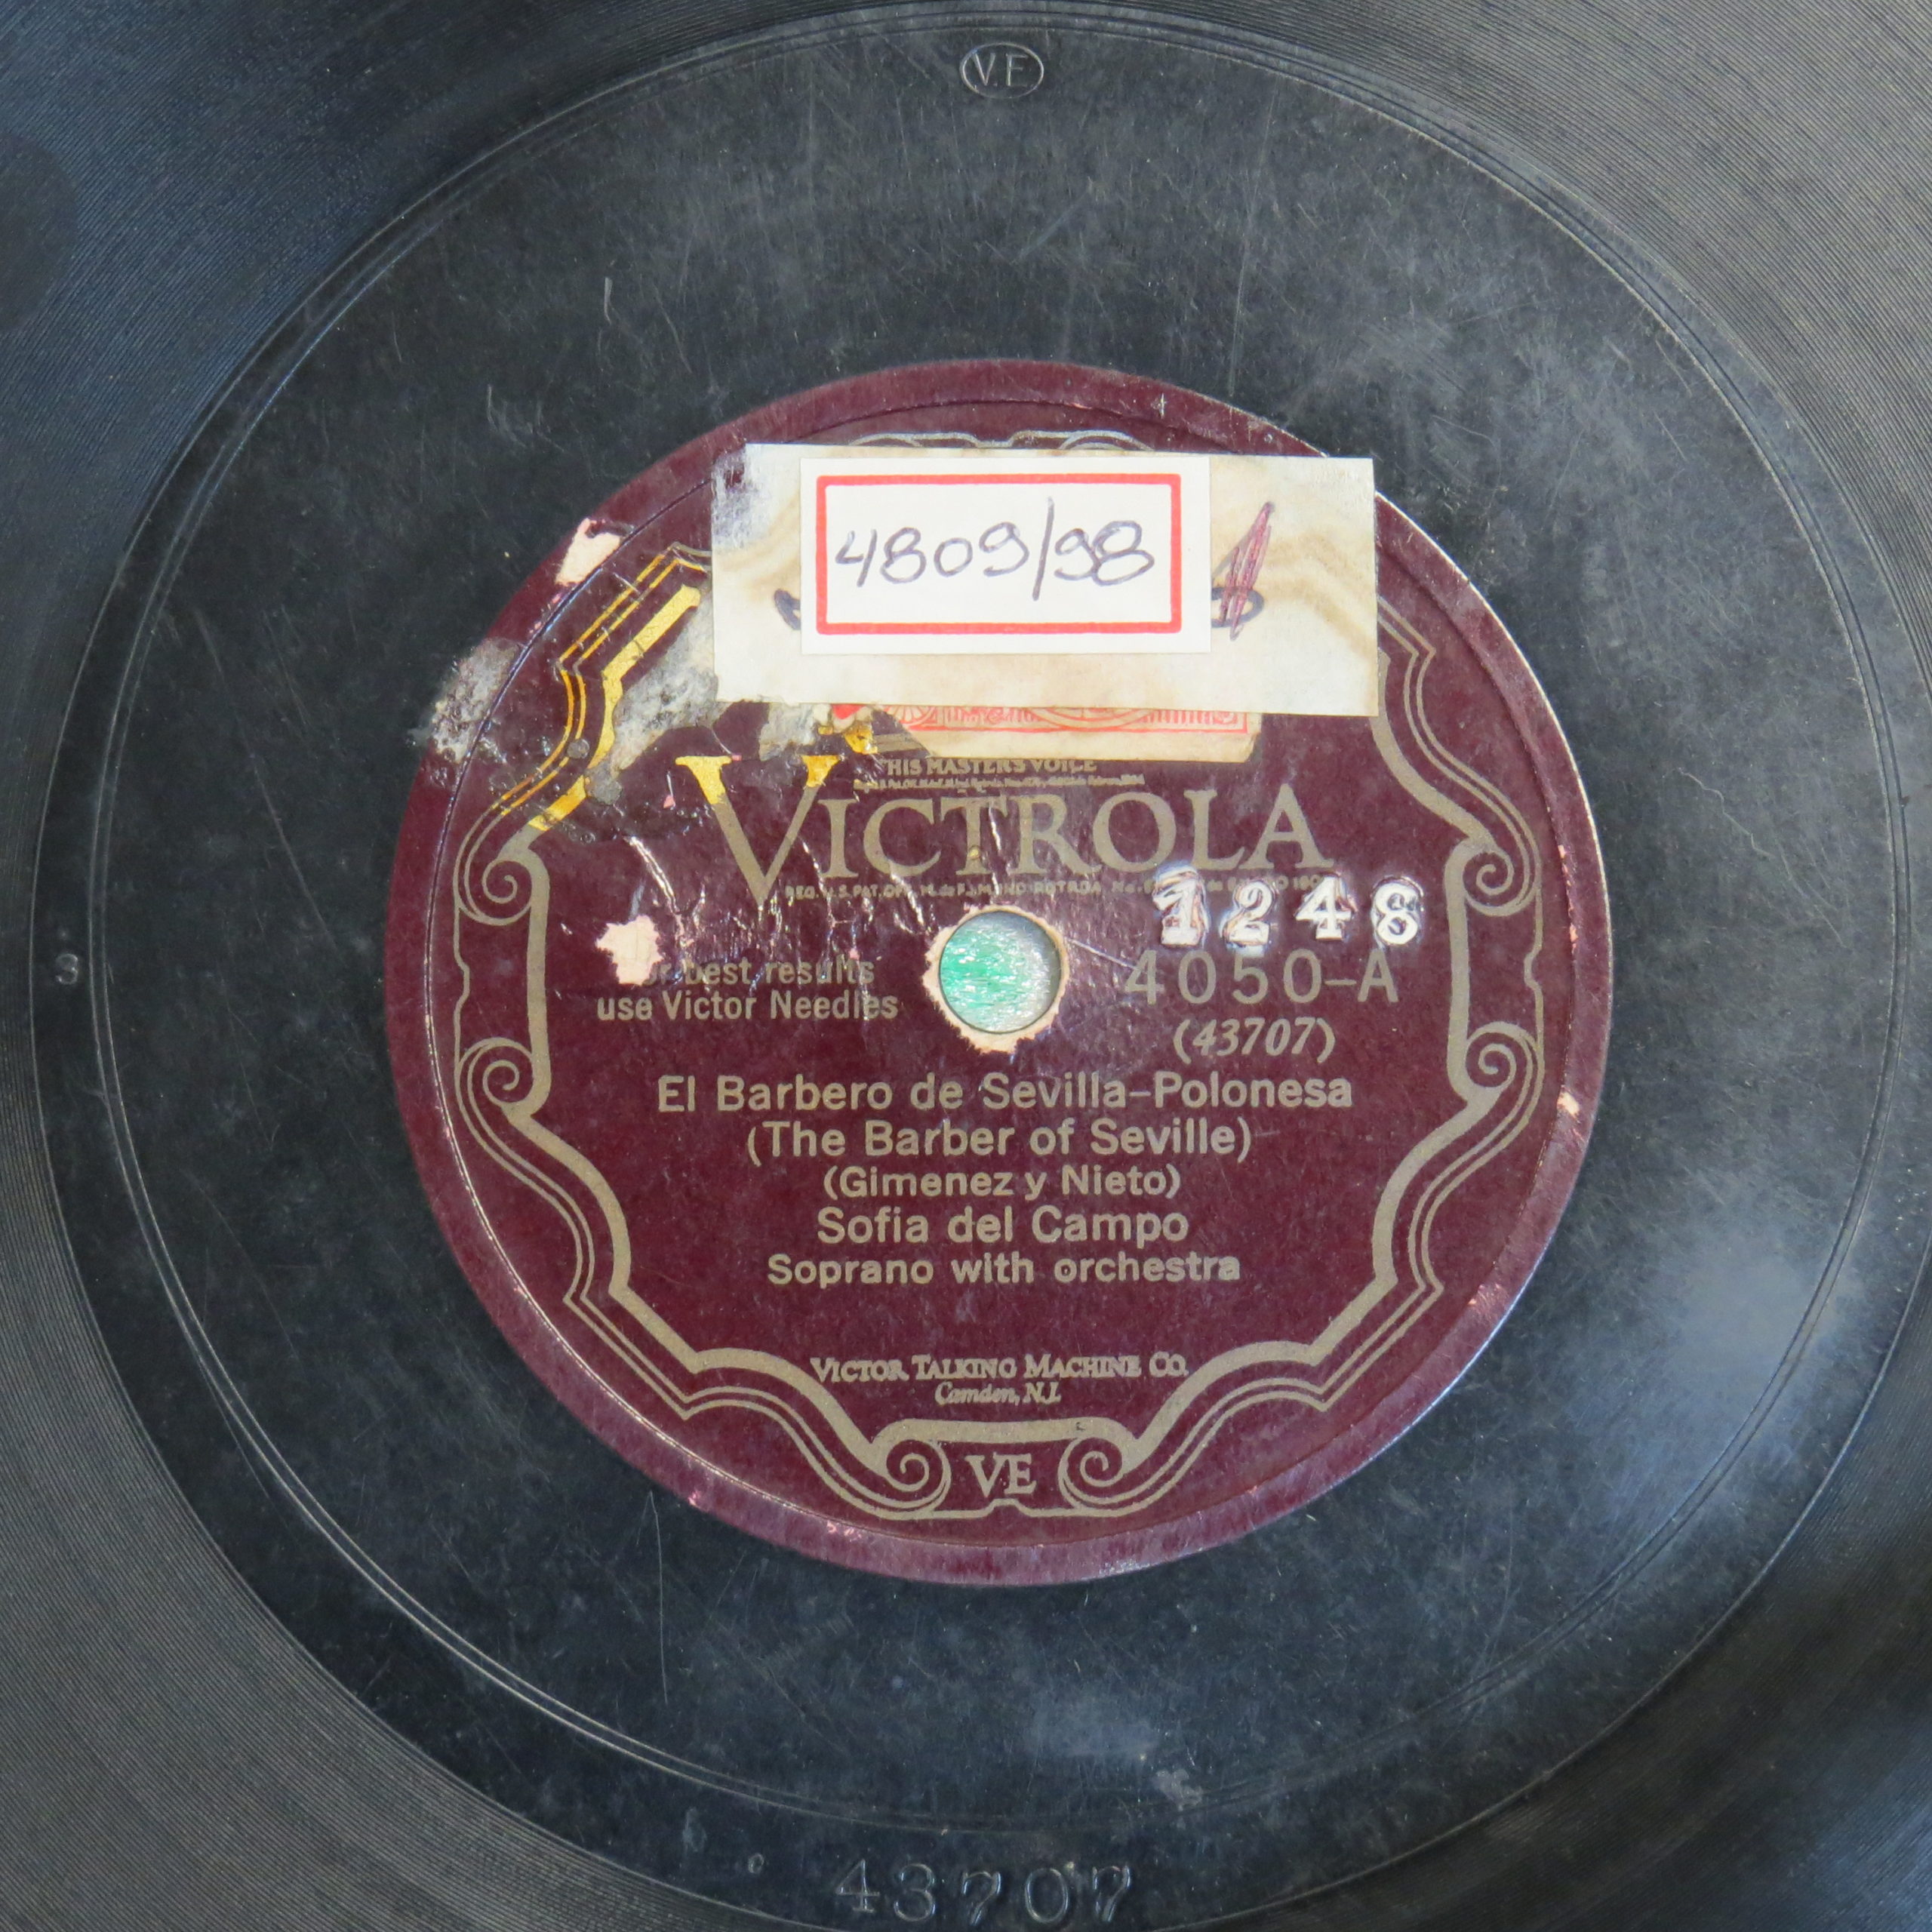 V.E
4809/98
HIS MASTER'S VOICE
VICTROLA
1248
best results
use Victor Needles
4050-A
(43707)
El Barbero de Sevilla-Polonesa
(The Barber of Seville)
(Gimenez y Nieto)
Sofia del Campo
Soprano with orchestra
VICTOR TALKING MACHINE CO.
Camden, N.J.
VE
43707